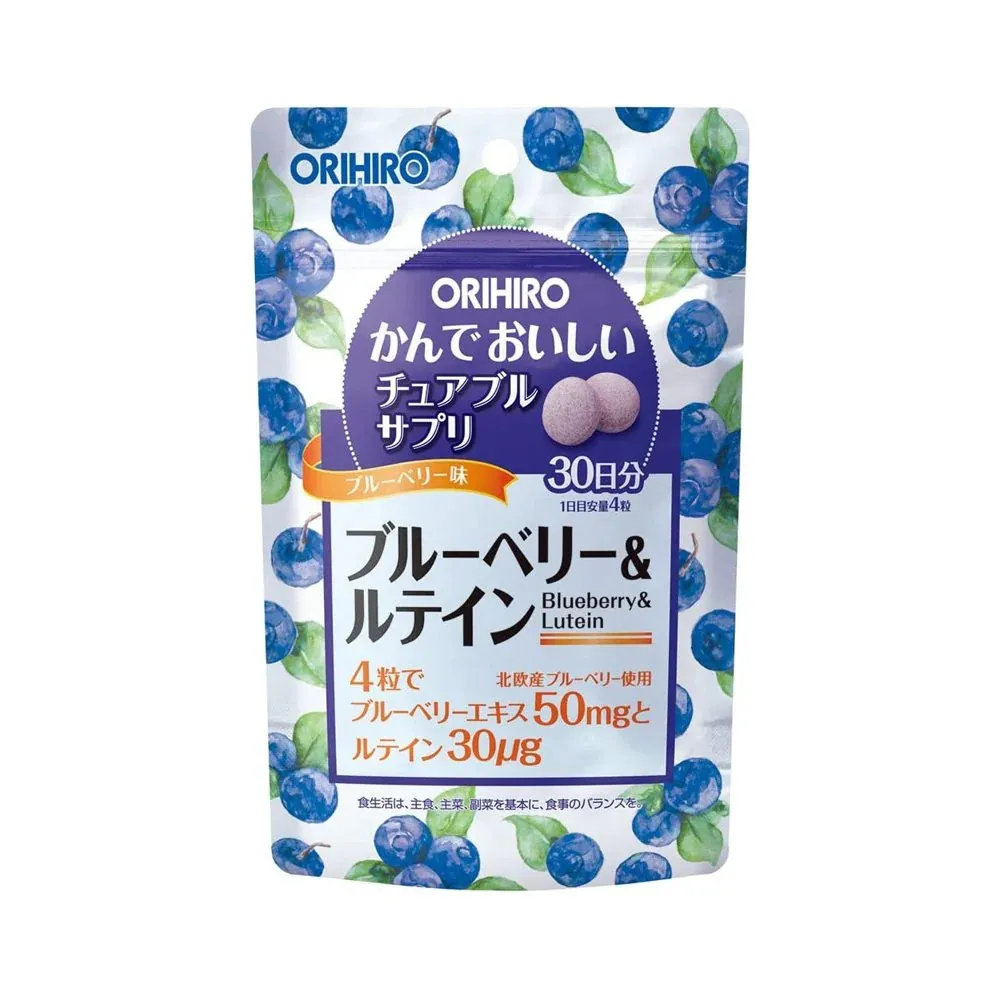 ORIHIRO
ORIHIRO
かんでおいしい
チュアブル
サプリ
ブルーベリー味
30日分
1日目安量4粒
ブルーベリー&
ルテイン
Blueberry&
Lutein
4粒で
北欧産ブルーベリー使用
ブルーベリーエキス50mgと
ルテイン30μg
食生活は、主食、主菜、副菜を基本に、食事のバランスを。